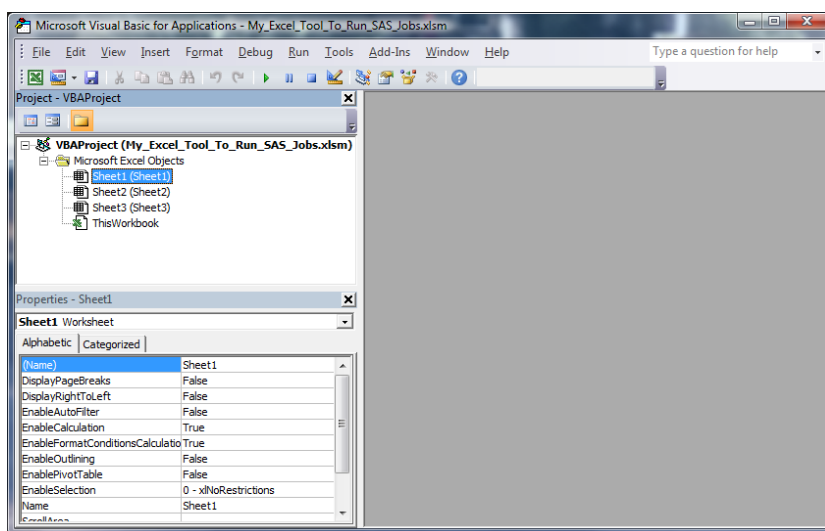 Microsoft Visual Basic for Applications - My_Excel_Tool_To_Run_SAS_Jobs.xlsm
File Edit View Insert Format Debug Run Tools Add-Ins Window Help Type a question for help
Project - VBAProject
VBAProject (My_Excel_Tool_To_Run_SAS_Jobs.xlsm)
Microsoft Excel Objects
Sheet1 (Sheet1)
Sheet2 (Sheet2)
Sheet3 (Sheet3)
ThisWorkbook
Properties - Sheet1
Sheet1 Worksheet
Alphabetic Categorized
(Name) Sheet1
DisplayPageBreaks False
DisplayRightToLeft False
EnableAutoFilter False
EnableCalculation True
EnableFormatConditionsCalculatio True
EnableOutlining False
EnablePivotTable False
EnableSelection 0 - xlNoRestrictions
Name Sheet1
ScrollArea